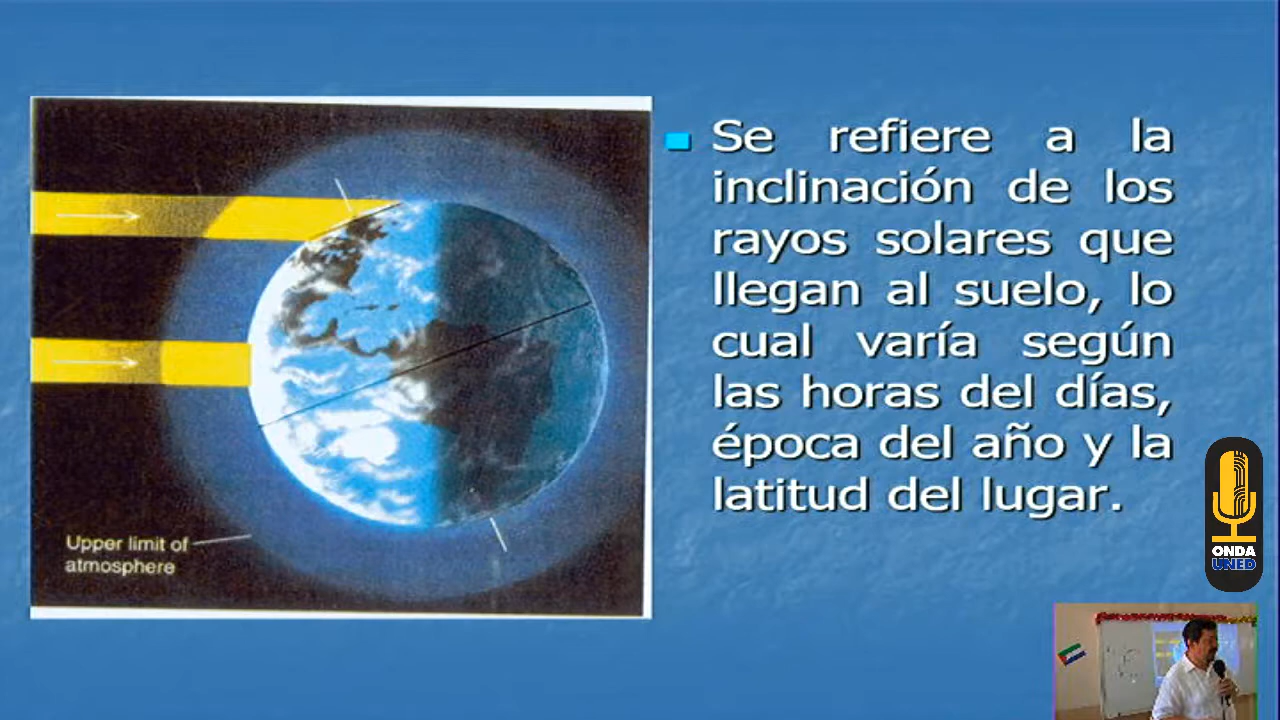 Se refiere a la
inclinación de los
rayos solares que
llegan al suelo, lo
cual varía según
las horas del días,
época del año y la
latitud del lugar.
Upper limit of
atmosphere
ONDA
UNED